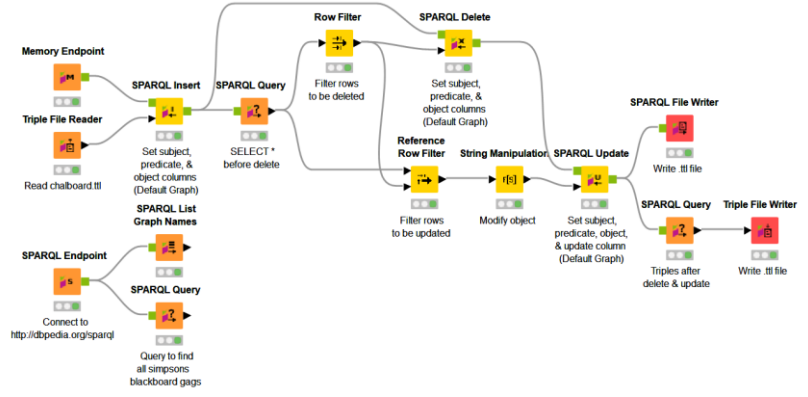 Memory Endpoint
Triple File Reader
Read chalboard.ttl
SPARQL Insert
Set subject,
predicate, &
object columns
(Default Graph)
SPARQL Query
?
SELECT *
before delete
Row Filter
Filter rows
to be deleted
SPARQL Delete
Set subject,
predicate, &
object columns
(Default Graph)
Reference
Row Filter
Filter rows
to be updated
String Manipulation
r[s]
Modify object
SPARQL Update
U
Set subject,
predicate, object,
& update column
(Default Graph)
SPARQL File Writer
Write .ttl file
SPARQL Query
?
Triples after
delete & update
Triple File Writer
Write .ttl file
SPARQL Endpoint
S
Connect to
http://dbpedia.org/sparql
SPARQL List
Graph Names
SPARQL Query
?
Query to find
all simpsons
blackboard gags
M